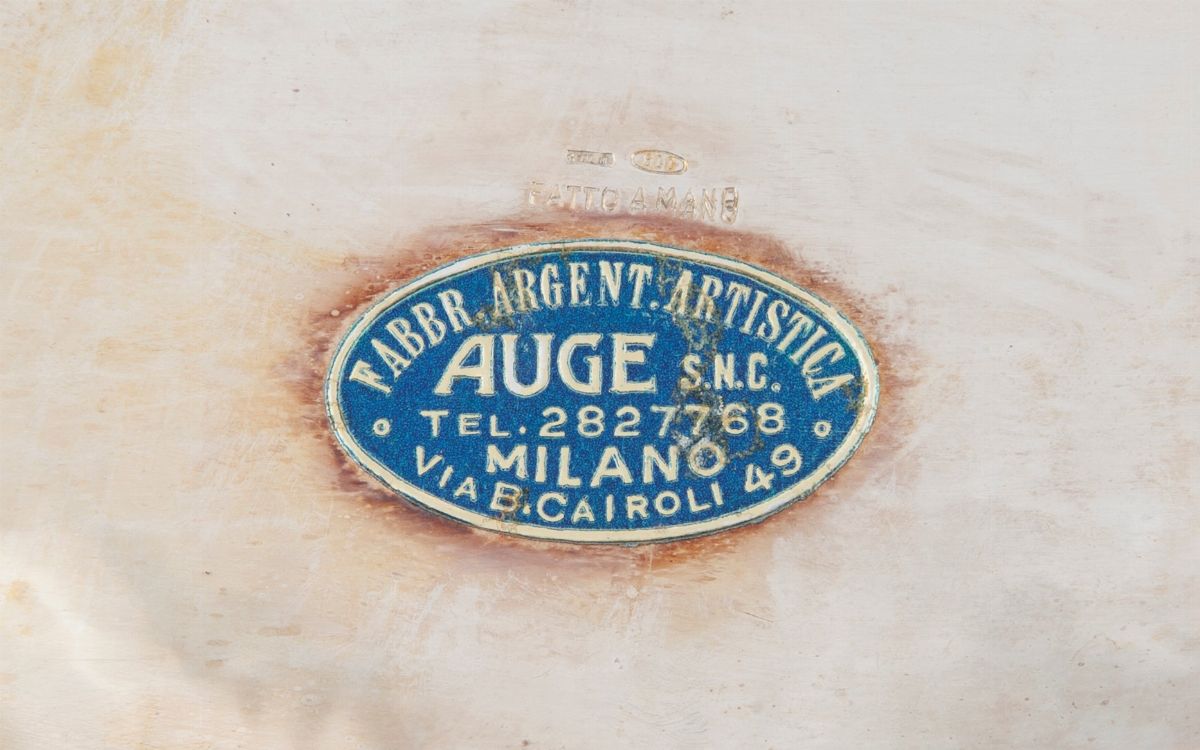 FATTO A MANO
FABBR. ARGENT. ARTISTICA
AUGE S.N.C.
TEL. 2827768
MILANO
VIA B. CAIROLI 49